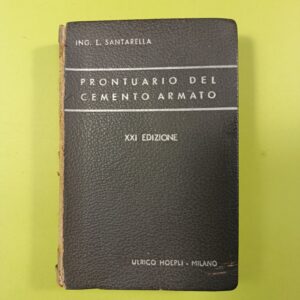 ING. L. SANTARELLA
PRONTUARIO DEL
CEMENTO ARMATO
XXI EDIZIONE
ULRICO HOEPLI - MILANO